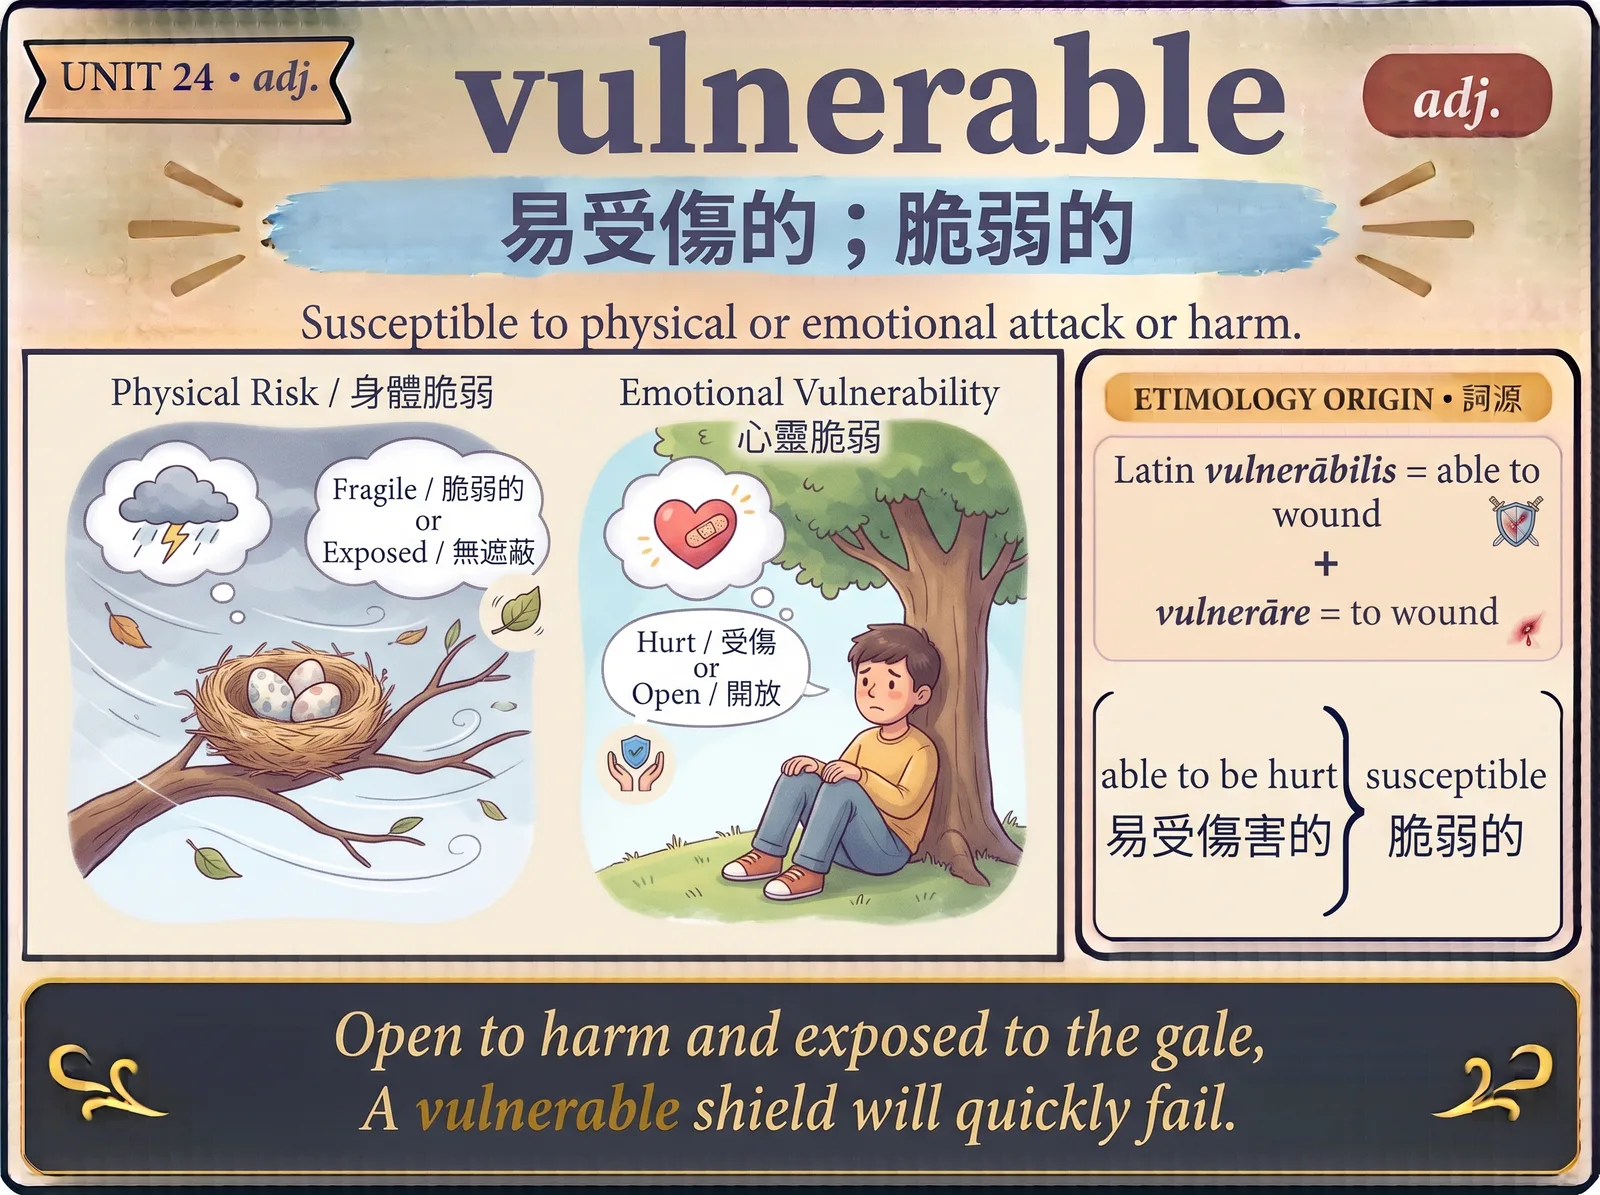 UNIT 24 • adj.
vulnerable
adj.
易受傷的；脆弱的
Susceptible to physical or emotional attack or harm.
Physical Risk / 身體脆弱
Fragile / 脆弱的
or
Exposed / 無遮蔽
Emotional Vulnerability
心靈脆弱
Hurt / 受傷
or
Open / 開放
ETIMOLOGY ORIGIN • 詞源
Latin vulnerābilis = able to
wound
+
vulnerāre = to wound
able to be hurt
易受傷害的
susceptible
脆弱的
Open to harm and exposed to the gale,
A vulnerable shield will quickly fail.